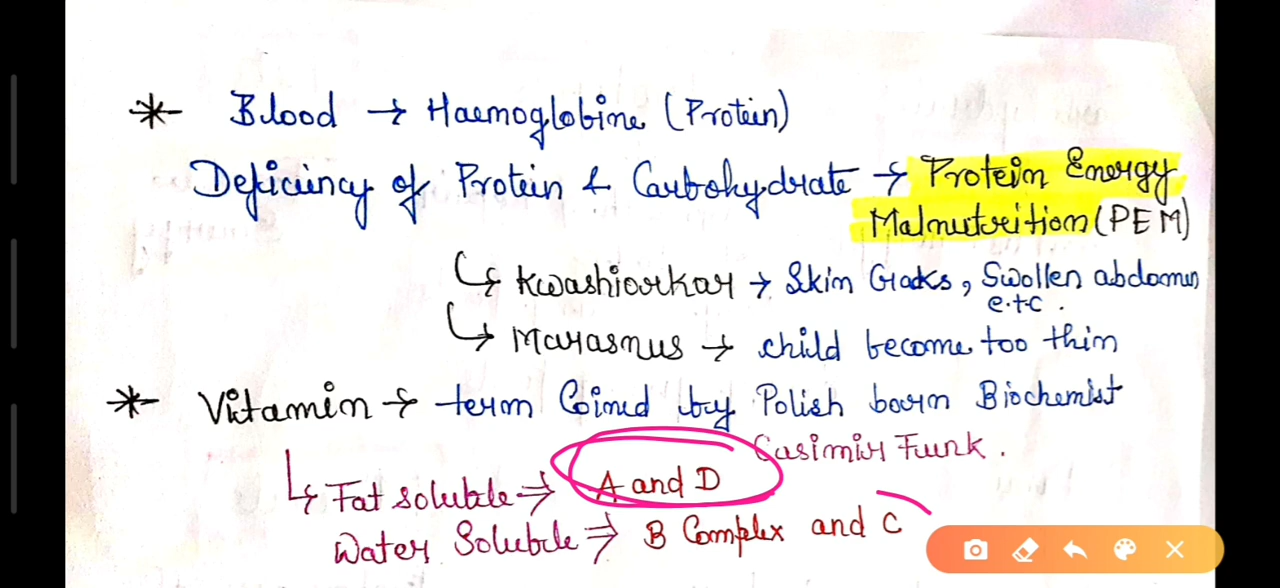 * Blood → Haemoglobine (Protein)
Deficiency of Protein & Carbohydrate → Protein Energy
Malnutrition (PEM)
↳ Kwashiorkar → Skin Cracks, Swollen abdomen
e.t.c.
↳ Marasmus → child become too thin
* Vitamin → term Coined by Polish born Biochemist
Casimir Funk.
↳ Fat soluble → A and D
Water Soluble → B Complex and C